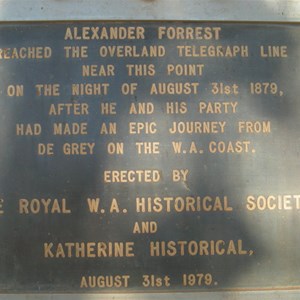 ALEXANDER FORREST
REACHED THE OVERLAND TELEGRAPH LINE
NEAR THIS POINT
ON THE NIGHT OF AUGUST 31st 1879,
AFTER HE AND HIS PARTY
HAD MADE AN EPIC JOURNEY FROM
DE GREY ON THE W.A. COAST.
ERECTED BY
ROYAL W.A. HISTORICAL SOCIET
AND
KATHERINE HISTORICAL,
AUGUST 31st 1979.